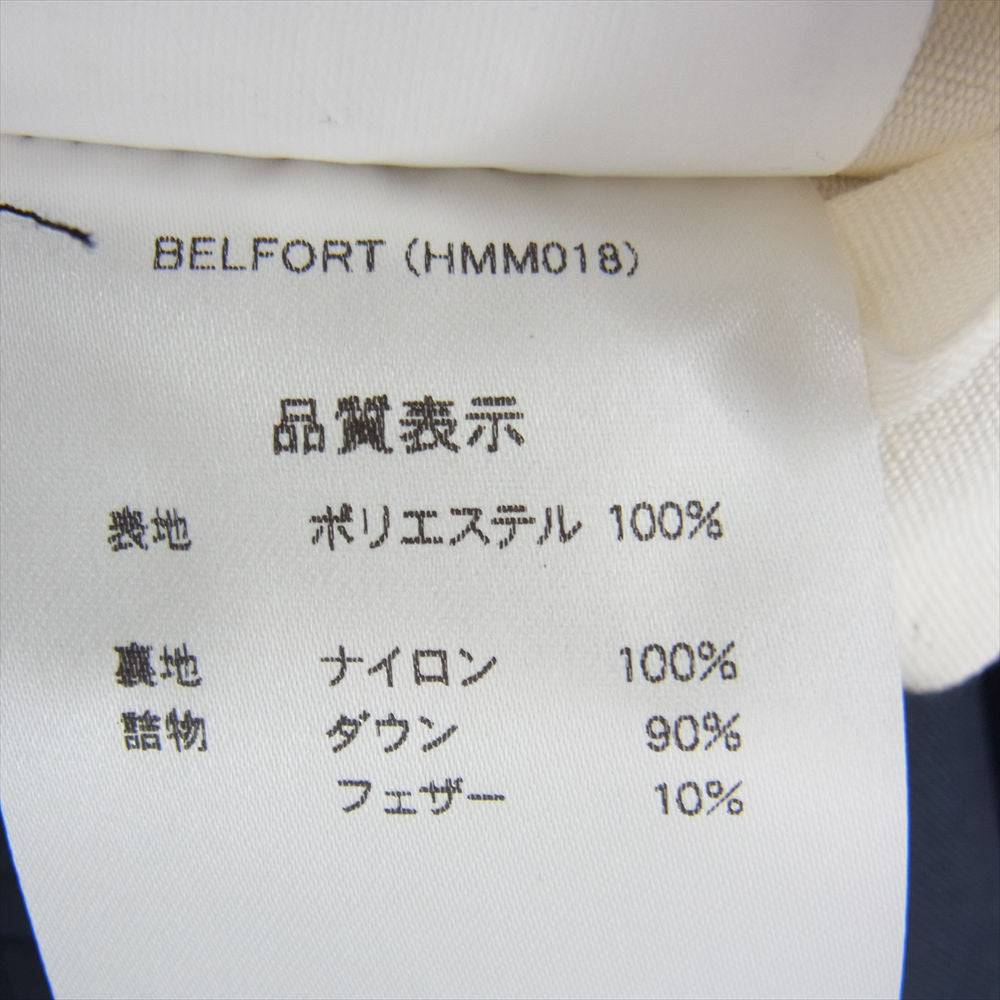 BELFORT (HMM018)
品質表示
表地 ポリエステル 100%
裏地 ナイロン 100%
詰物 ダウン 90%
フェザー 10%